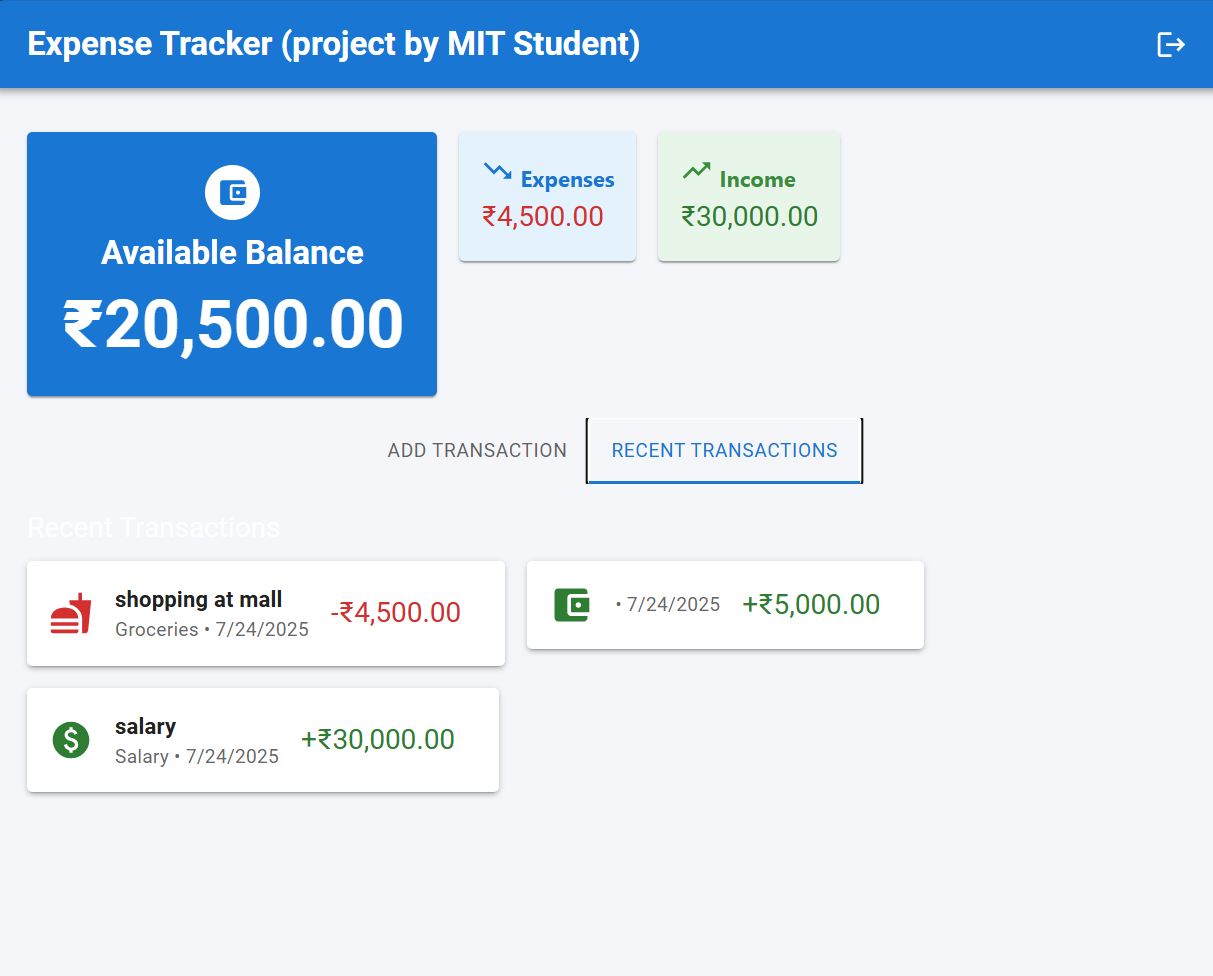 Expense Tracker (project by MIT Student)
Available Balance
₹20,500.00
Expenses
₹4,500.00
Income
₹30,000.00
ADD TRANSACTION
RECENT TRANSACTIONS
Recent Transactions
shopping at mall
Groceries • 7/24/2025
-₹4,500.00
• 7/24/2025
+₹5,000.00
salary
Salary • 7/24/2025
+₹30,000.00